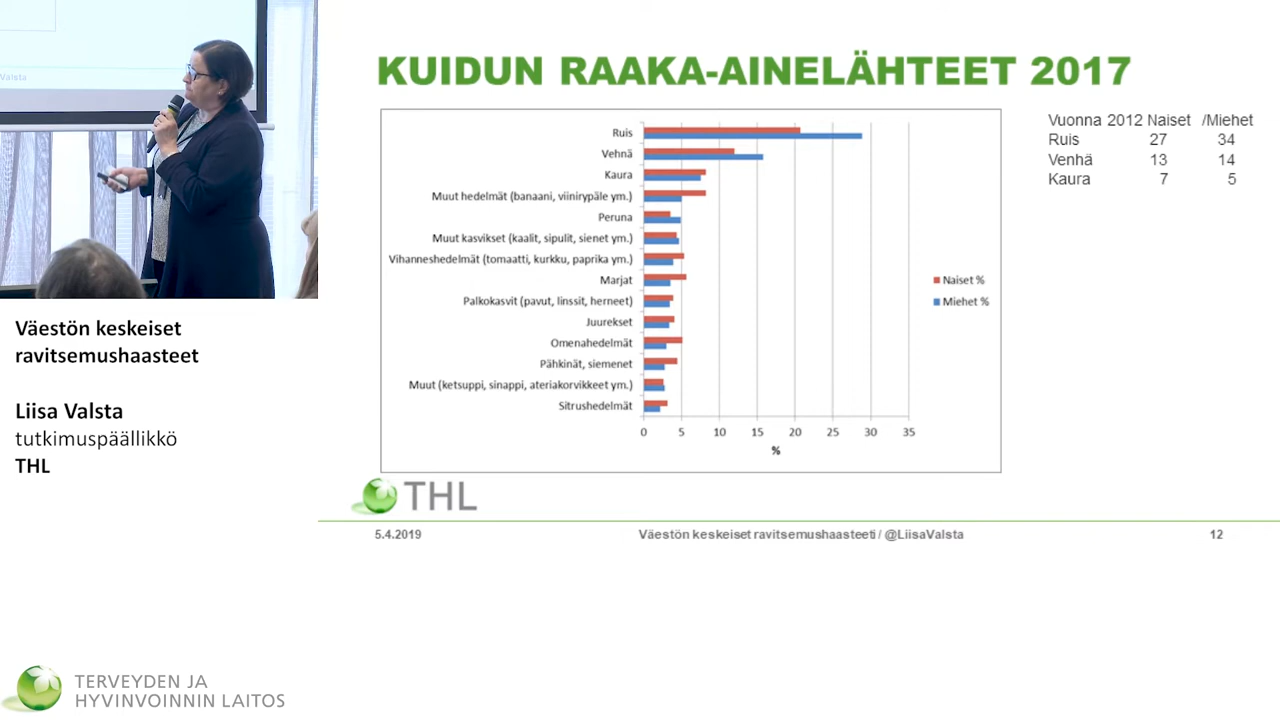 Valsta
Väestön keskeiset
ravitsemushaasteet
Liisa Valsta
tutkimuspäällikkö
THL
KUIDUN RAAKA-AINELÄHTEET 2017
Ruis
Vehnä
Kaura
Muut hedelmät (banaani, viinirypäle ym.)
Peruna
Muut kasvikset (kaalit, sipulit, sienet ym.)
Vihanneshedelmät (tomaatti, kurkku, paprika ym.)
Marjat
Palkokasvit (pavut, linssit, herneet)
Juurekset
Omenahedelmät
Pähkinät, siemenet
Muut (ketsuppi, sinappi, ateriakorvikkeet ym.)
Sitrushedelmät
0 5 10 15 20 25 30 35
%
Naiset %
Miehet %
Vuonna 2012 Naiset /Miehet
Ruis 27 34
Venhä 13 14
Kaura 7 5
THL
5.4.2019 Väestön keskeiset ravitsemushaasteeti / @LiisaValsta 12
TERVEYDEN JA
HYVINVOINNIN LAITOS